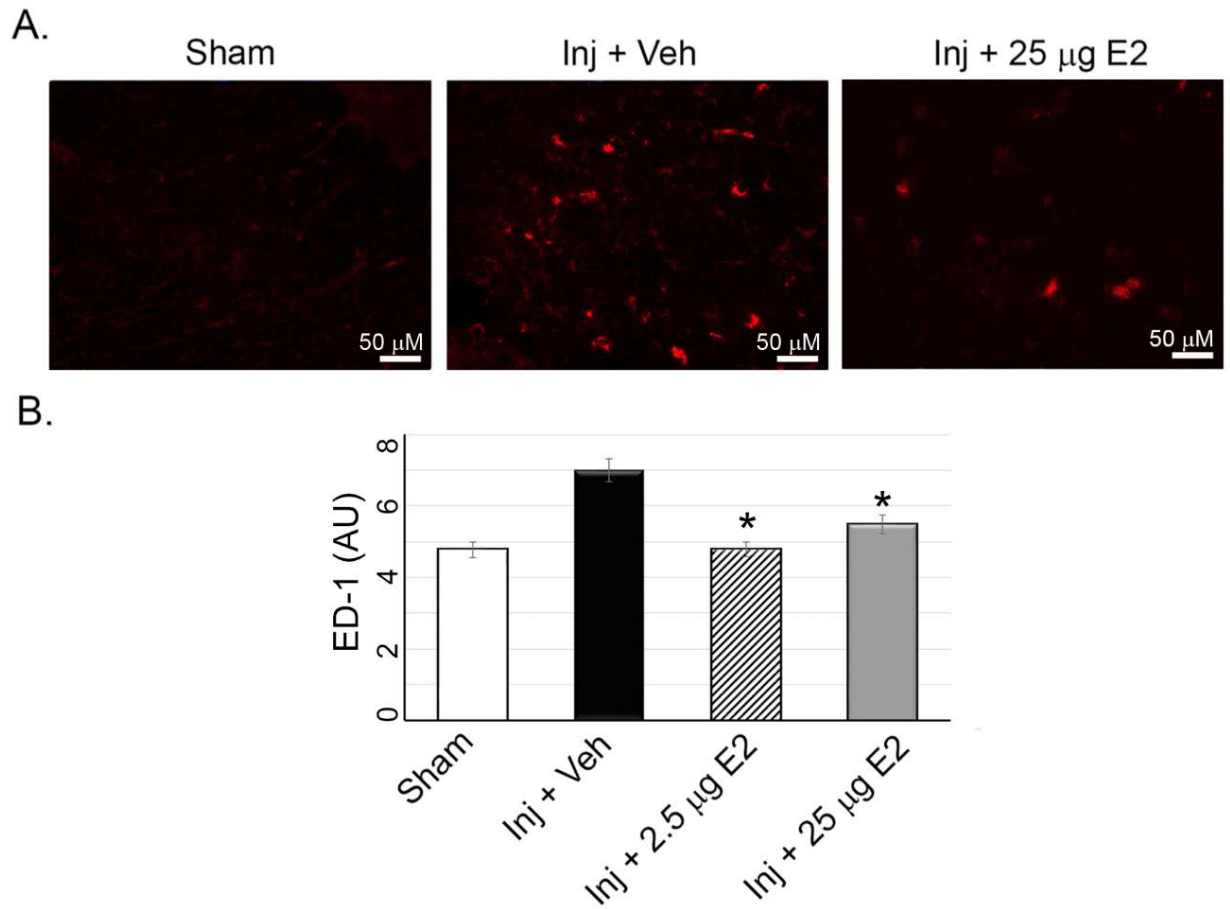 A.
Sham
Inj + Veh
Inj + 25 μg E2
50 μM
50 μM
50 μM
B.
ED-1 (AU)
8
6
4
2
0
*
*
Sham
Inj + Veh
Inj + 2.5 μg E2
Inj + 25 μg E2